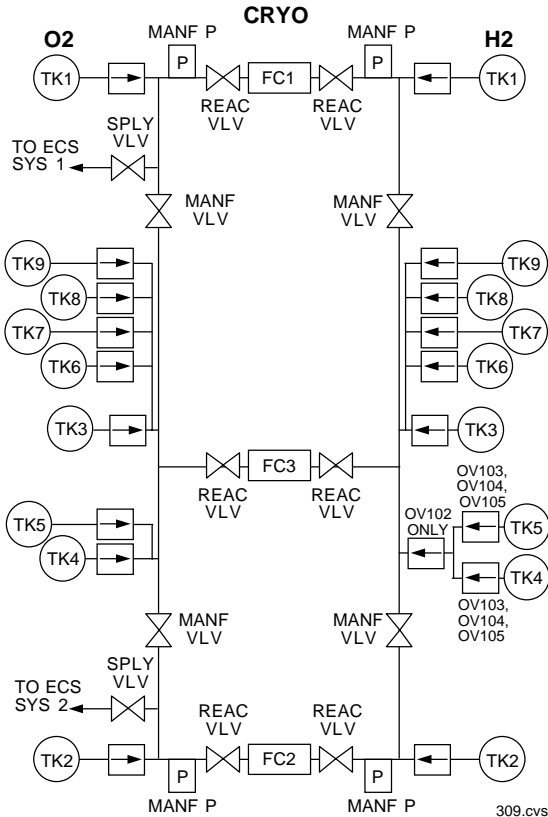 CRYO
O2
H2
MANF P
MANF P
P
P
TK1
FC1
TK1
REAC
VLV
REAC
VLV
SPLY
VLV
TO ECS
SYS 1
MANF
VLV
MANF
VLV
TK9
TK9
TK8
TK8
TK7
TK7
TK6
TK6
TK3
TK3
FC3
REAC
VLV
REAC
VLV
OV103,
OV104,
OV105
OV102
ONLY
TK5
TK5
TK4
TK4
OV103,
OV104,
OV105
MANF
VLV
MANF
VLV
SPLY
VLV
TO ECS
SYS 2
REAC
VLV
REAC
VLV
TK2
FC2
TK2
P
P
MANF P
MANF P
309.cvs